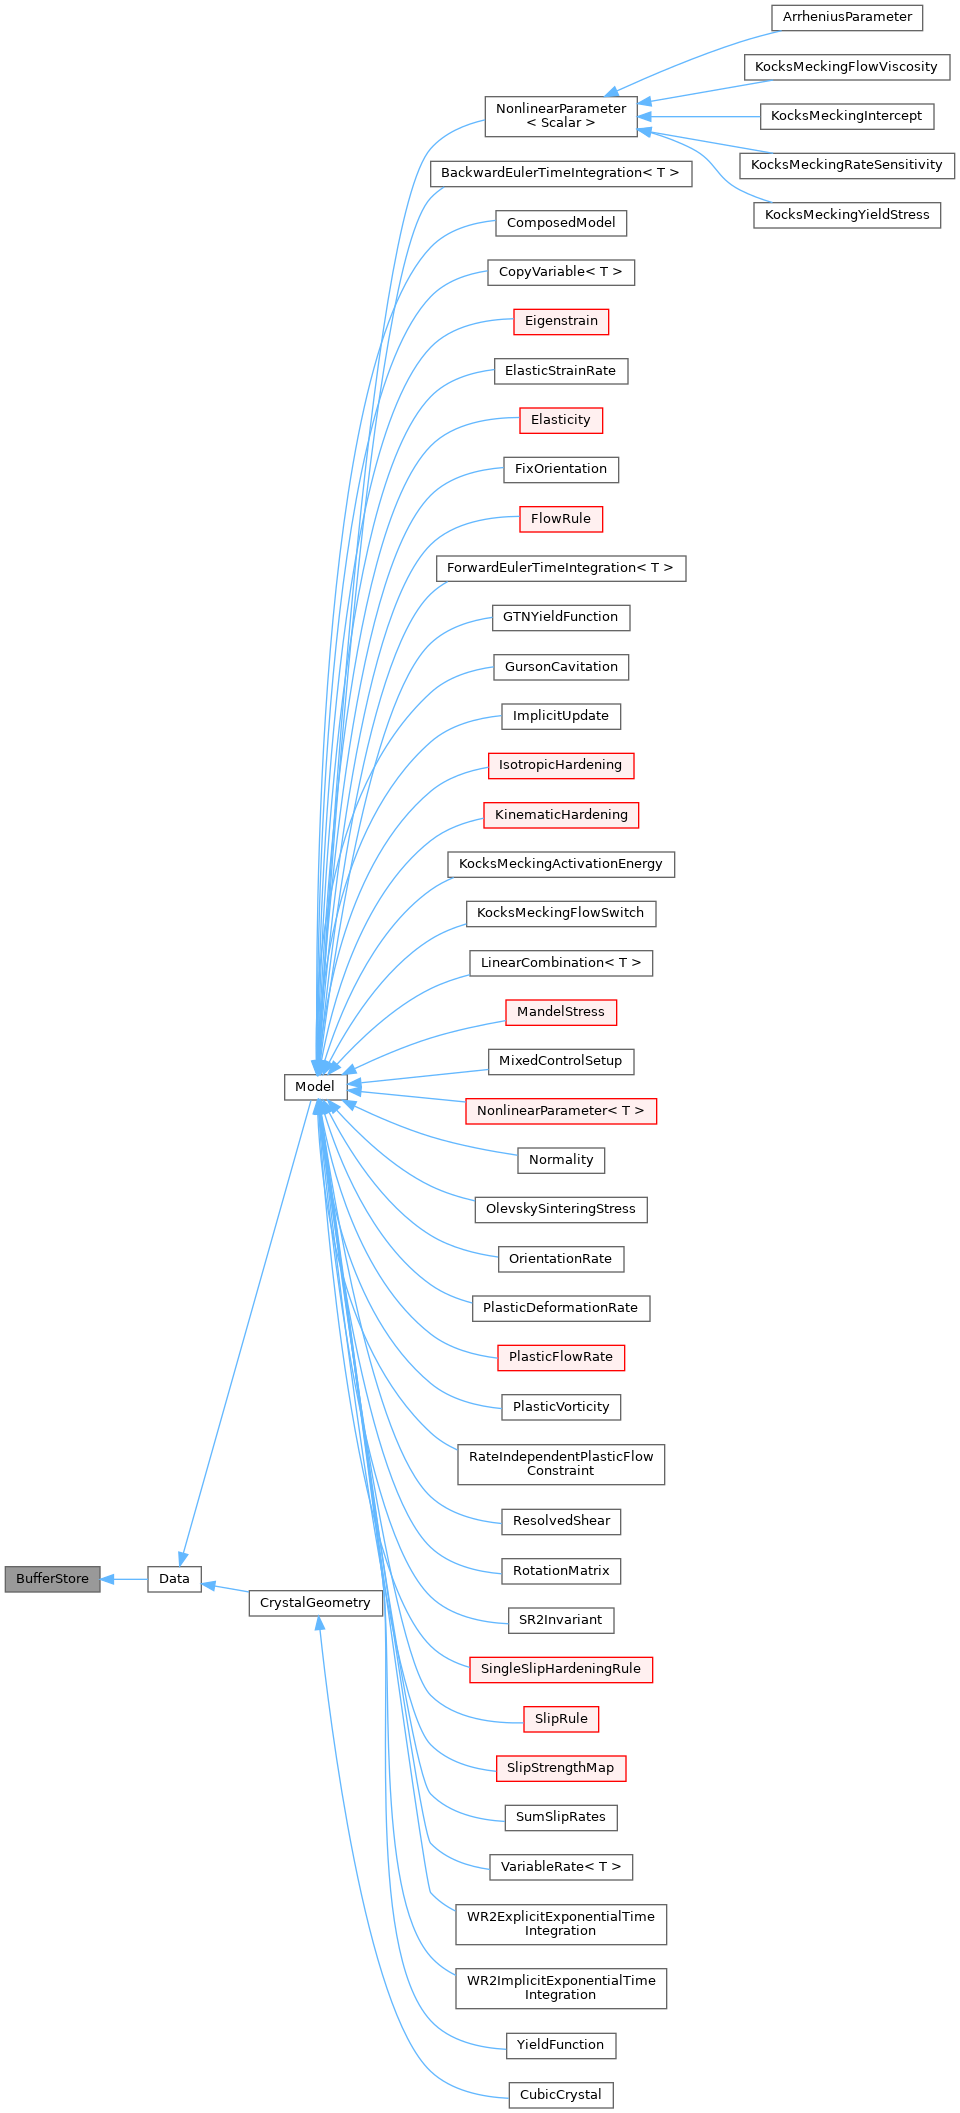 ArrheniusParameter
KocksMeckingFlowViscosity
NonlinearParameter
< Scalar >
KocksMeckingIntercept
KocksMeckingRateSensitivity
BackwardEulerTimeIntegration< T >
KocksMeckingYieldStress
ComposedModel
CopyVariable< T >
Eigenstrain
ElasticStrainRate
Elasticity
FixOrientation
FlowRule
ForwardEulerTimeIntegration< T >
GTNYieldFunction
GursonCavitation
ImplicitUpdate
IsotropicHardening
KinematicHardening
KocksMeckingActivationEnergy
KocksMeckingFlowSwitch
LinearCombination< T >
MandelStress
MixedControlSetup
Model
NonlinearParameter< T >
Normality
OlevskySinteringStress
OrientationRate
PlasticDeformationRate
PlasticFlowRate
PlasticVorticity
RateIndependentPlasticFlow
Constraint
ResolvedShear
RotationMatrix
BufferStore
Data
CrystalGeometry
SR2Invariant
SingleSlipHardeningRule
SlipRule
SlipStrengthMap
SumSlipRates
VariableRate< T >
WR2ExplicitExponentialTime
Integration
WR2ImplicitExponentialTime
Integration
YieldFunction
CubicCrystal